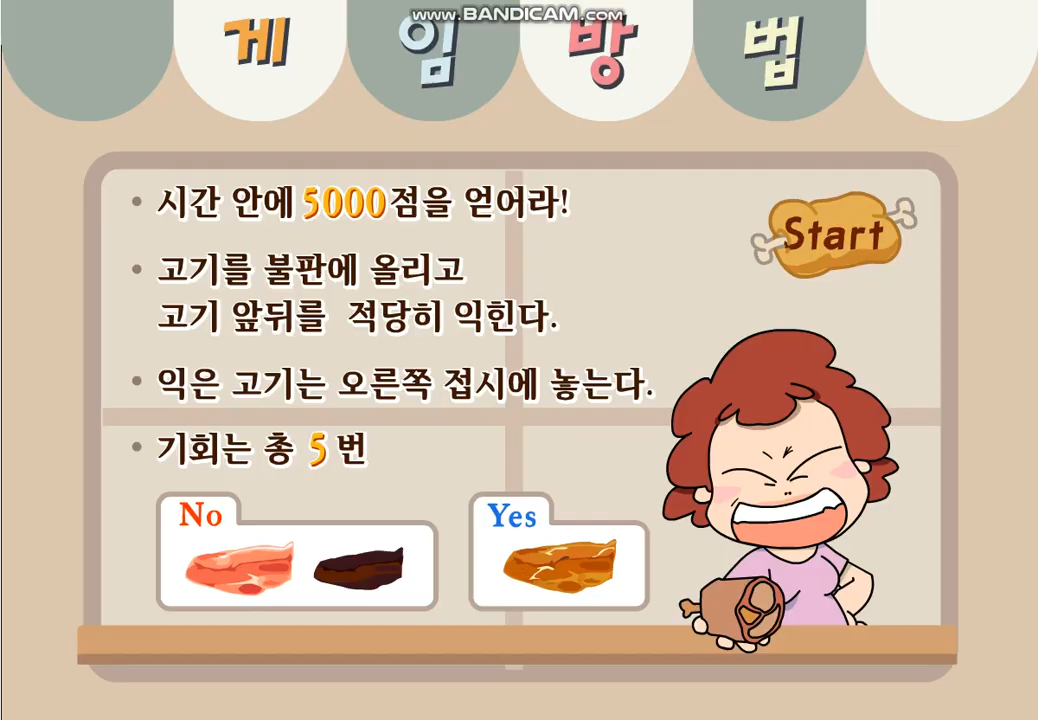 www.BANDICAM.com
게임방법
• 시간 안에 5000점을 얻어라!
Start
• 고기를 불판에 올리고
고기 앞뒤를 적당히 익힌다.
• 익은 고기는 오른쪽 접시에 놓는다.
• 기회는 총 5 번
No
Yes